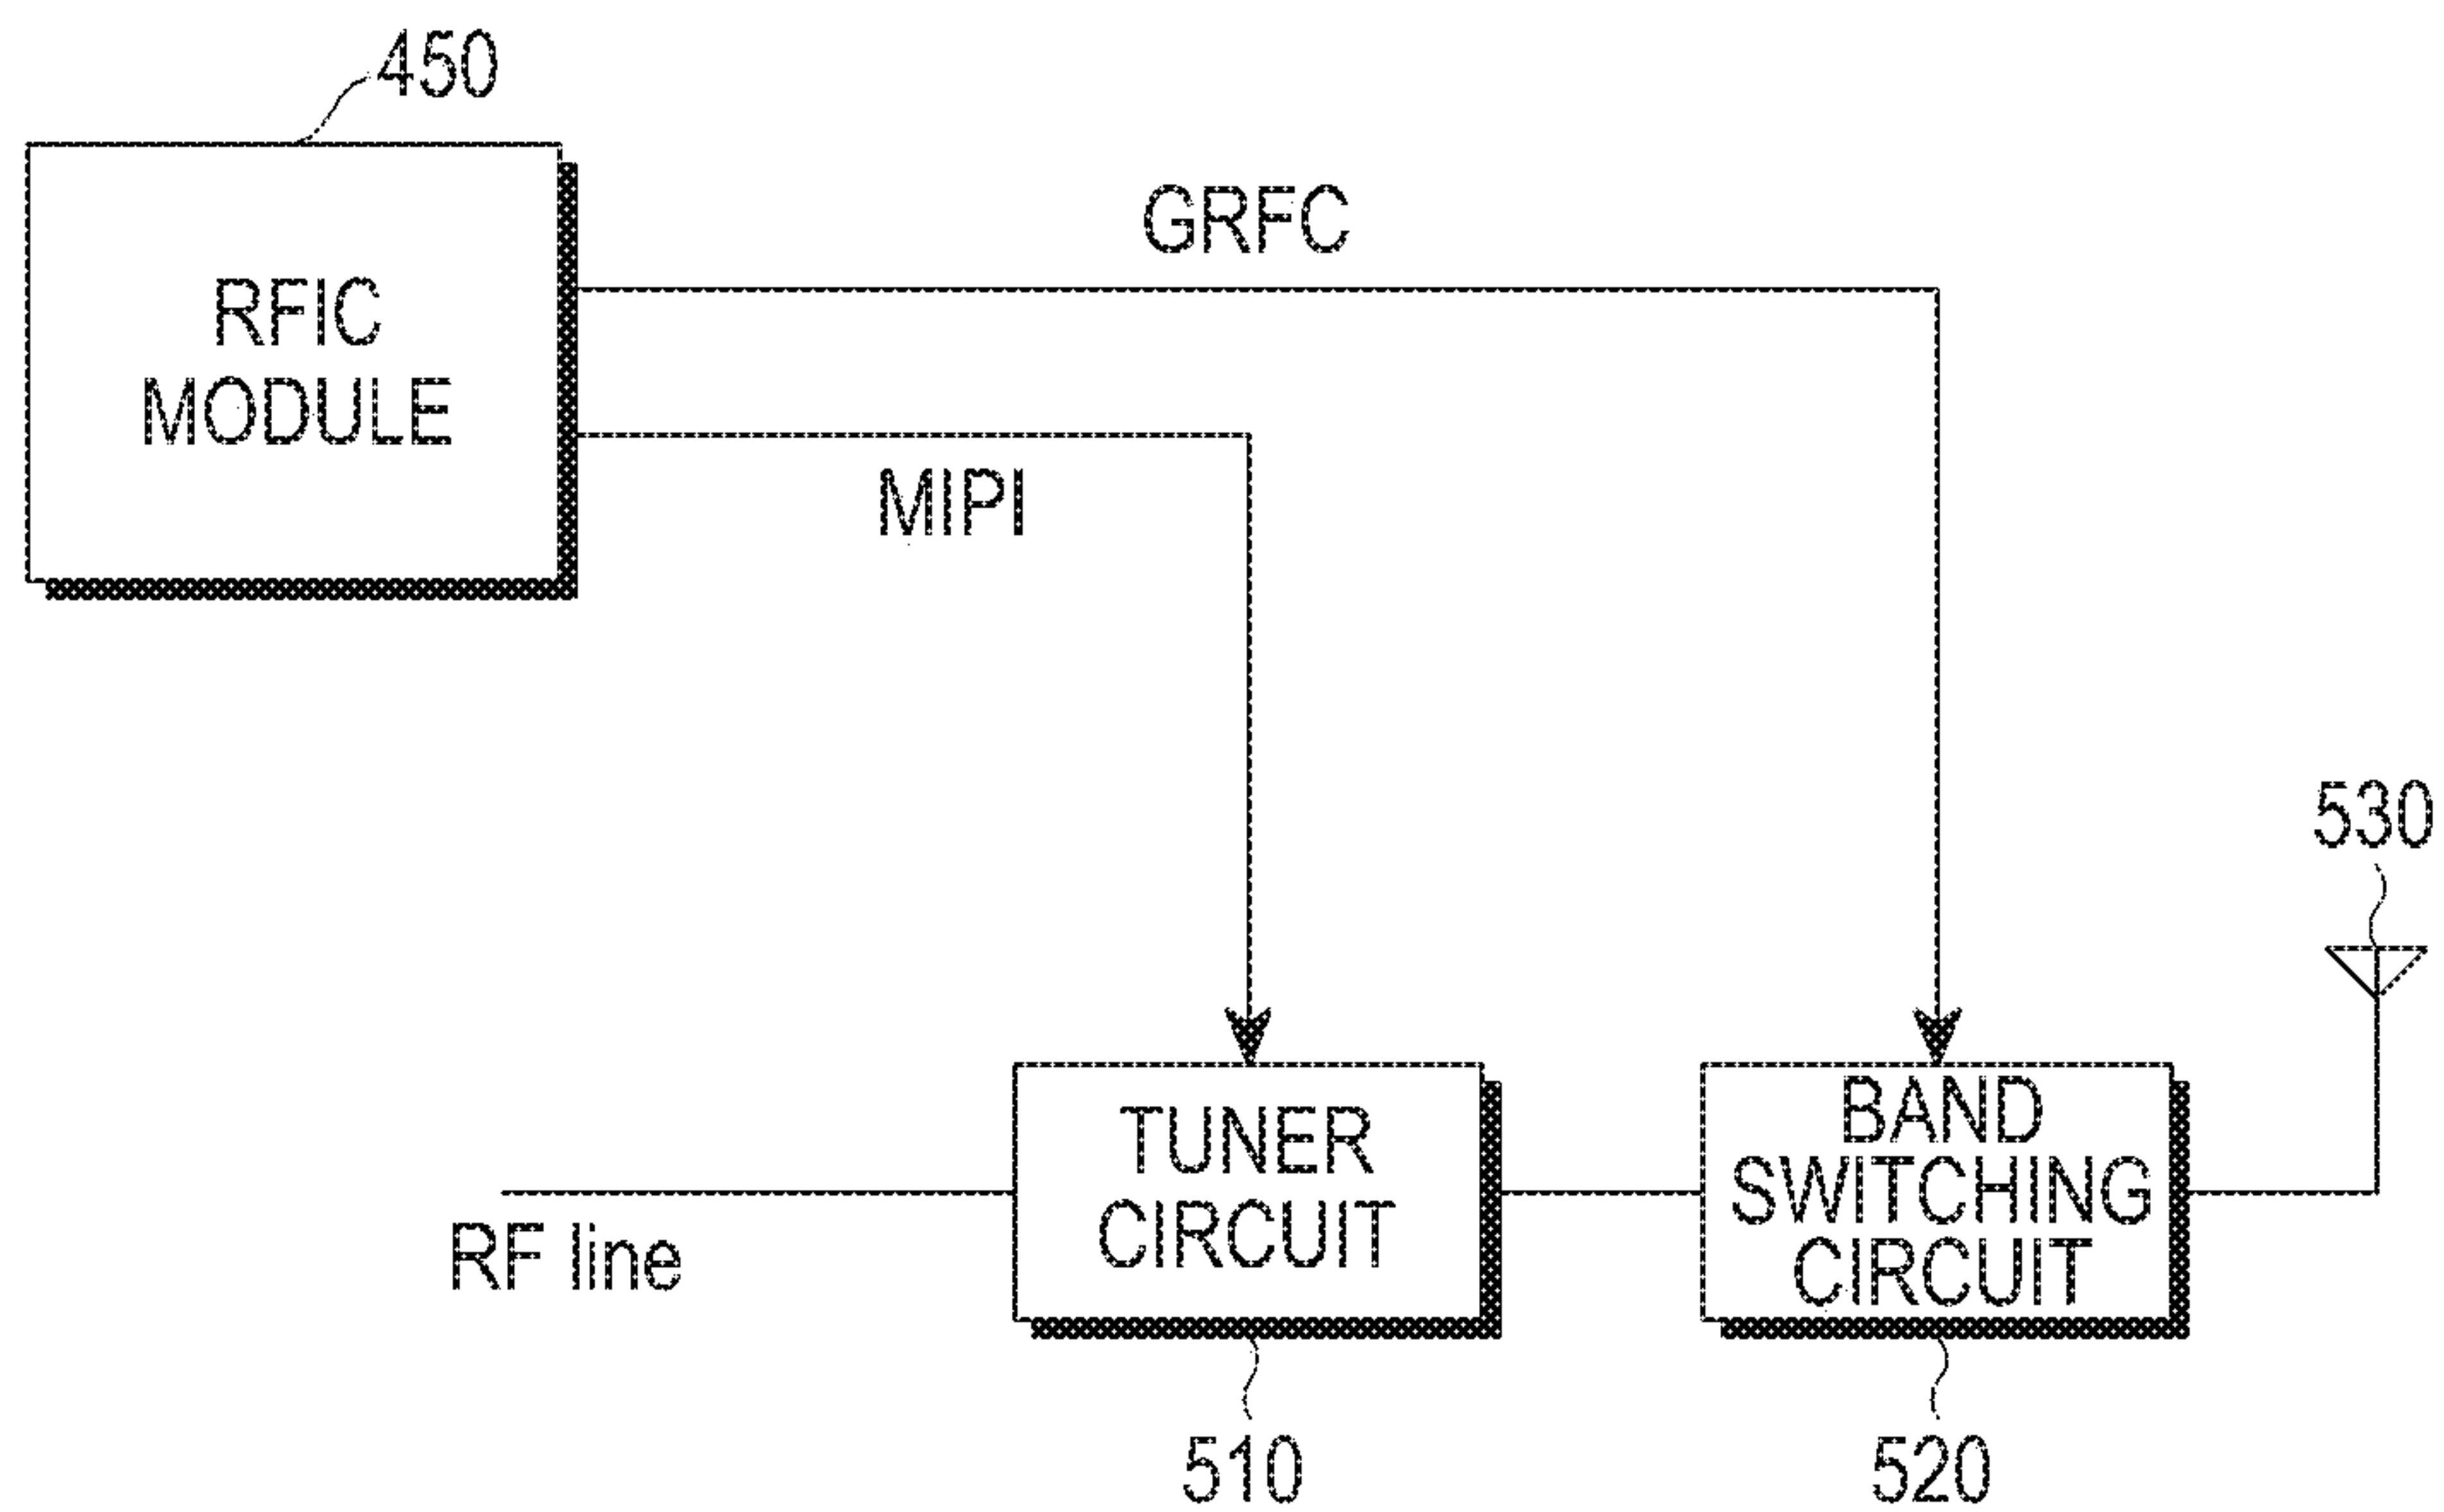 450
RFIC
MODULE
GRFC
MIPI
530
TUNER
CIRCUIT
BAND
SWITCHING
CIRCUIT
RF line
510
520